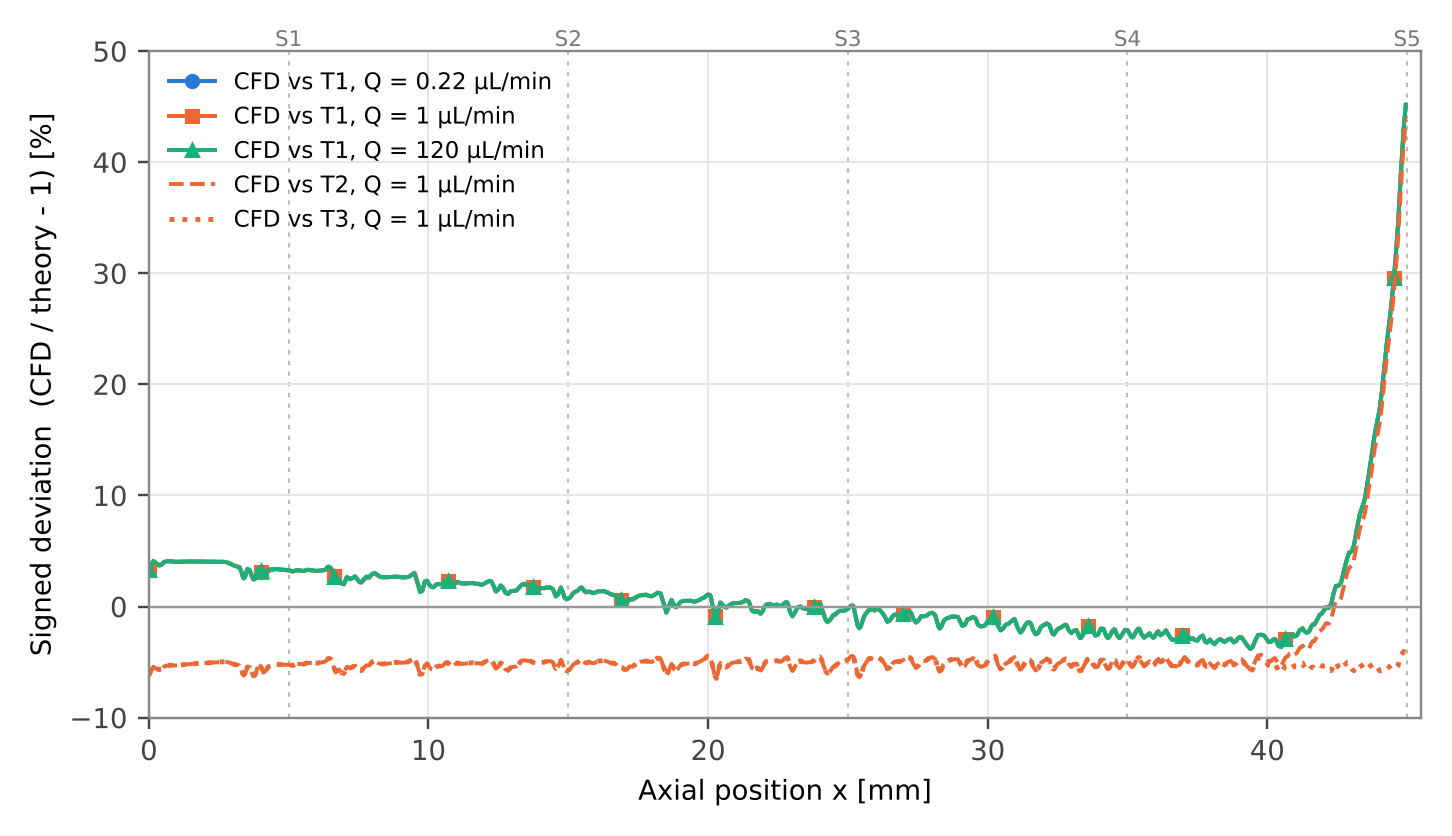 S1 S2 S3 S4 S5
50
40
30
20
10
0
−10
Signed deviation (CFD / theory - 1) [%]
CFD vs T1, Q = 0.22 µL/min
CFD vs T1, Q = 1 µL/min
CFD vs T1, Q = 120 µL/min
CFD vs T2, Q = 1 µL/min
CFD vs T3, Q = 1 µL/min
0 10 20 30 40
Axial position x [mm]